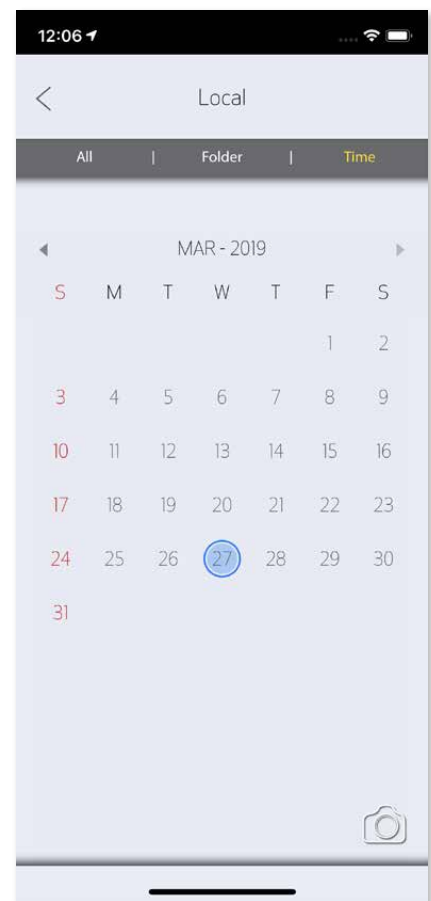 12:06
Local
All | Folder | Time
MAR - 2019
S M T W T F S
1 2
3 4 5 6 7 8 9
10 11 12 13 14 15 16
17 18 19 20 21 22 23
24 25 26 27 28 29 30
31